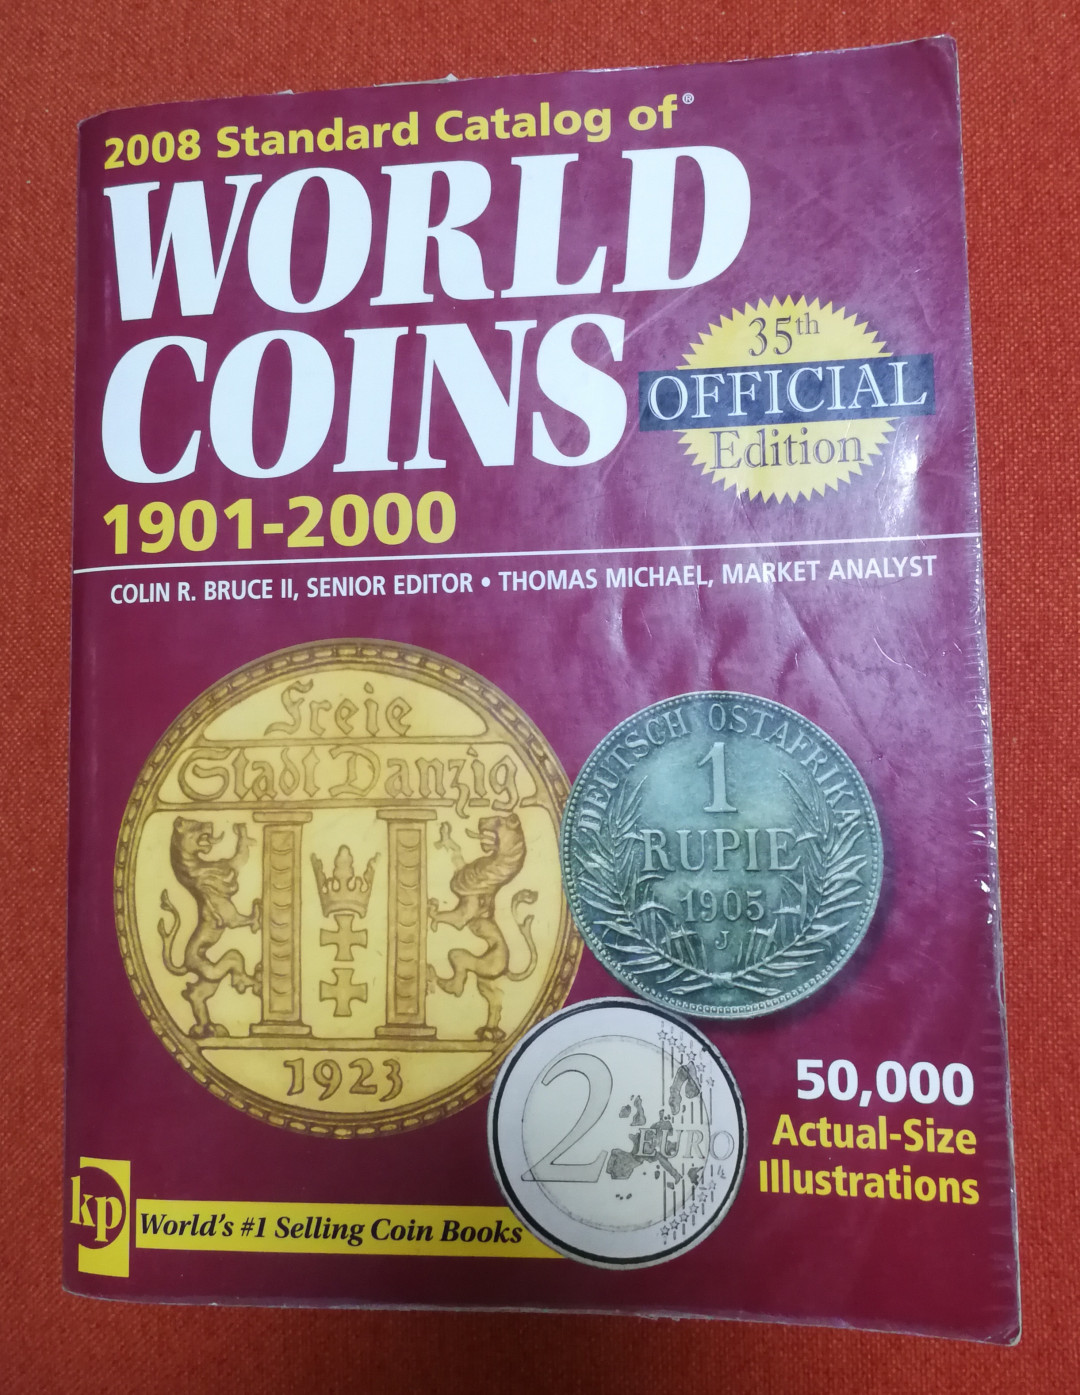 2008 Standard Catalog of®
WORLD
COINS
35th
OFFICIAL
Edition
1901-2000
COLIN R. BRUCE II, SENIOR EDITOR • THOMAS MICHAEL, MARKET ANALYST
Freie
Stadt Danzig
1923
DEUTSCH OSTAFRIKA
1
RUPIE
1905
J
2
EURO
50,000
Actual-Size
Illustrations
kp
World's #1 Selling Coin Books